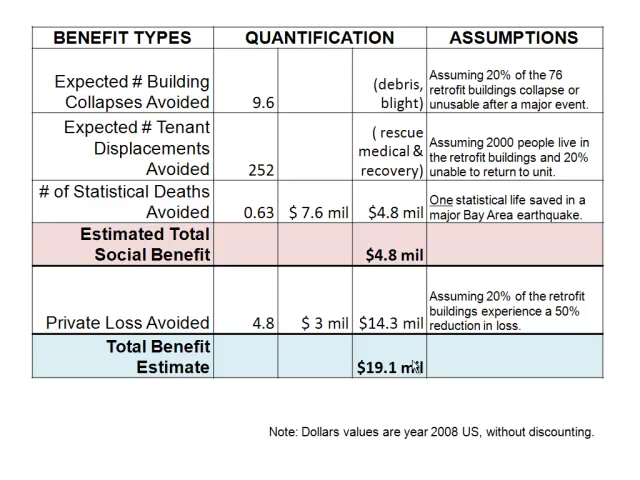 BENEFIT TYPES QUANTIFICATION ASSUMPTIONS
Expected # Building
Collapses Avoided 9.6 (debris,
blight) Assuming 20% of the 76
retrofit buildings collapse or
unusable after a major event.
Expected # Tenant
Displacements
Avoided 252 ( rescue
medical &
recovery) Assuming 2000 people live in
the retrofit buildings and 20%
unable to return to unit.
# of Statistical Deaths
Avoided 0.63 $ 7.6 mil $4.8 mil One statistical life saved in a
major Bay Area earthquake.
Estimated Total
Social Benefit $4.8 mil
Private Loss Avoided 4.8 $ 3 mil $14.3 mil Assuming 20% of the retrofit
buildings experience a 50%
reduction in loss.
Total Benefit
Estimate $19.1 mil
Note: Dollars values are year 2008 US, without discounting.